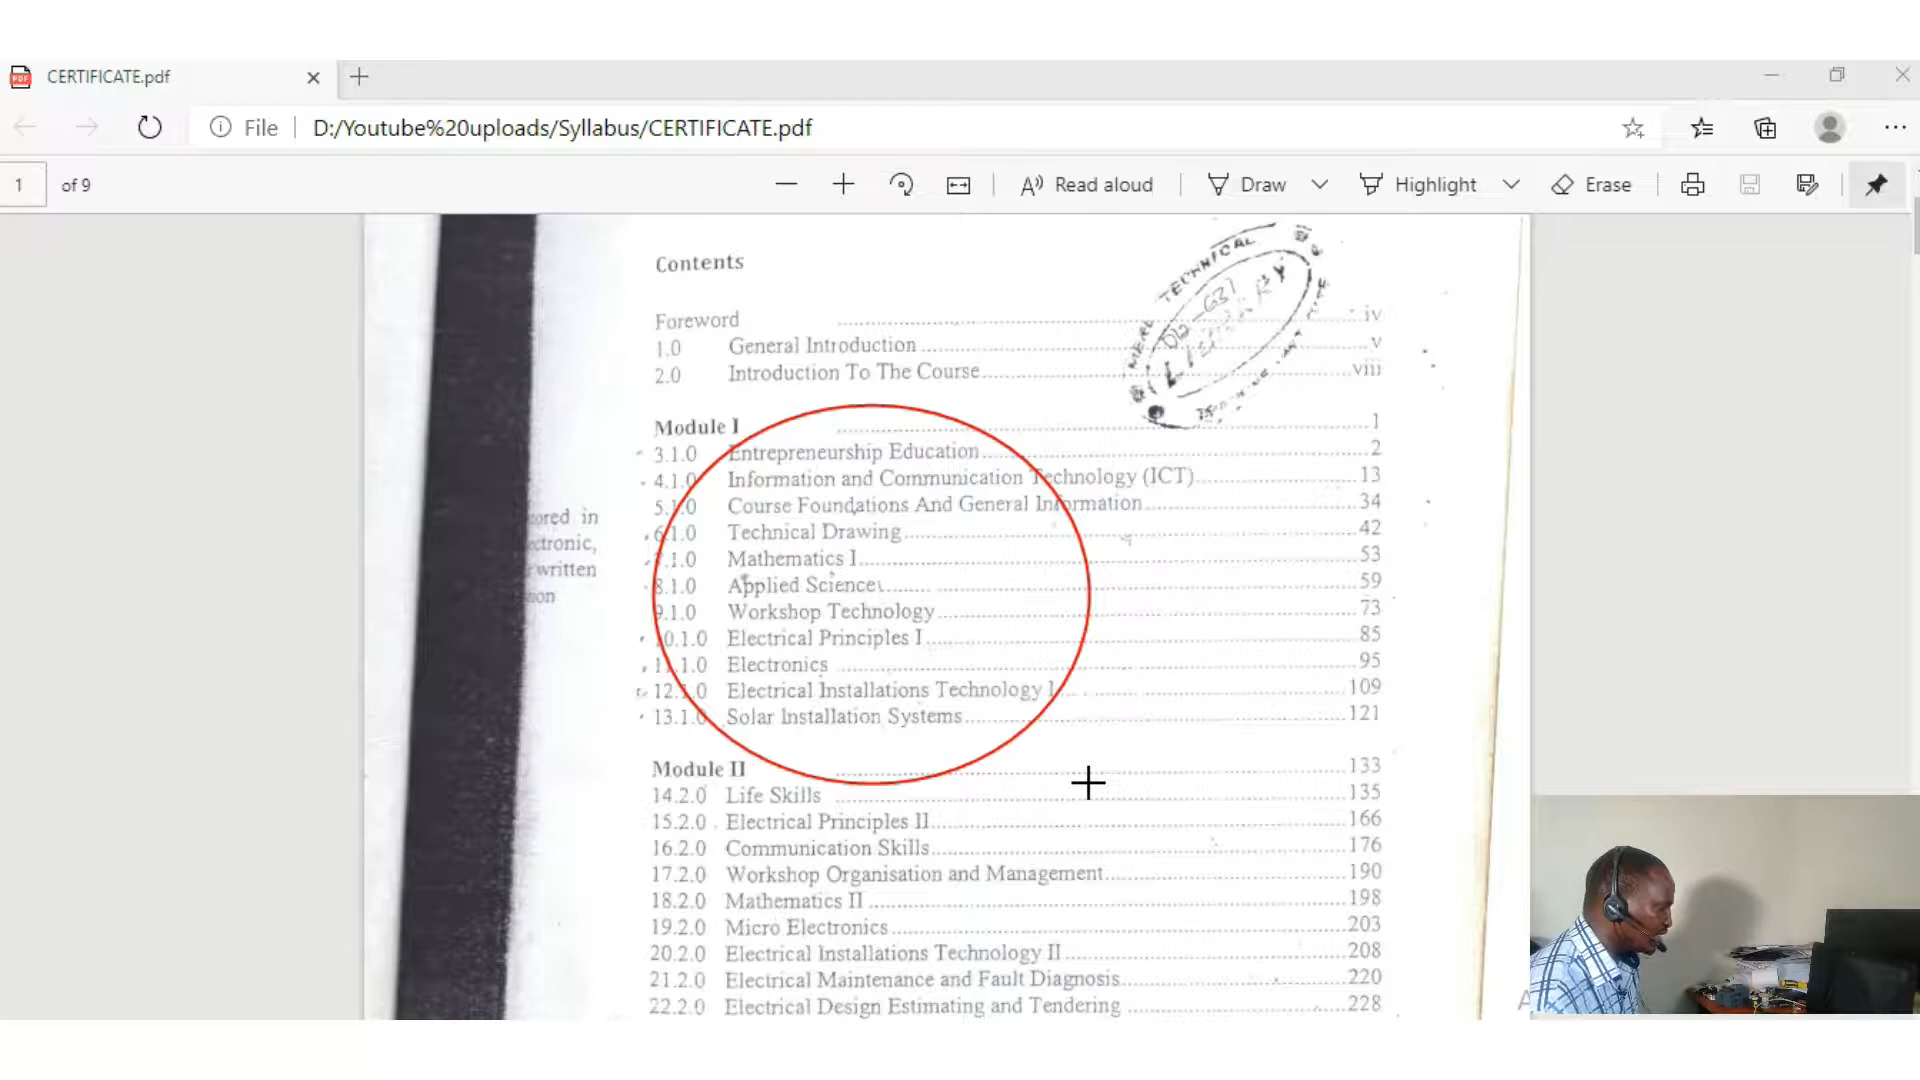 CERTIFICATE.pdf
File D:/Youtube%20uploads/Syllabus/CERTIFICATE.pdf
1 of 9 Read aloud Draw Highlight Erase
Contents
TECHNICAL
Foreword ........ iv
1.0 General Introduction ........ v
2.0 Introduction To The Course ........ viii
Module I ........ 1
3.1.0 Entrepreneurship Education ........ 2
4.1.0 Information and Communication Technology (ICT) ........ 13
5.1.0 Course Foundations And General Information ........ 34
6.1.0 Technical Drawing ........ 42
7.1.0 Mathematics I ........ 53
8.1.0 Applied Science ........ 59
9.1.0 Workshop Technology ........ 73
10.1.0 Electrical Principles I ........ 85
11.1.0 Electronics ........ 95
12.1.0 Electrical Installations Technology I ........ 109
13.1.0 Solar Installation Systems ........ 121
Module II ........ 133
14.2.0 Life Skills ........ 135
15.2.0 Electrical Principles II ........ 166
16.2.0 Communication Skills ........ 176
17.2.0 Workshop Organisation and Management ........ 190
18.2.0 Mathematics II ........ 198
19.2.0 Micro Electronics ........ 203
20.2.0 Electrical Installations Technology II ........ 208
21.2.0 Electrical Maintenance and Fault Diagnosis ........ 220
22.2.0 Electrical Design Estimating and Tendering ........ 228
in
written